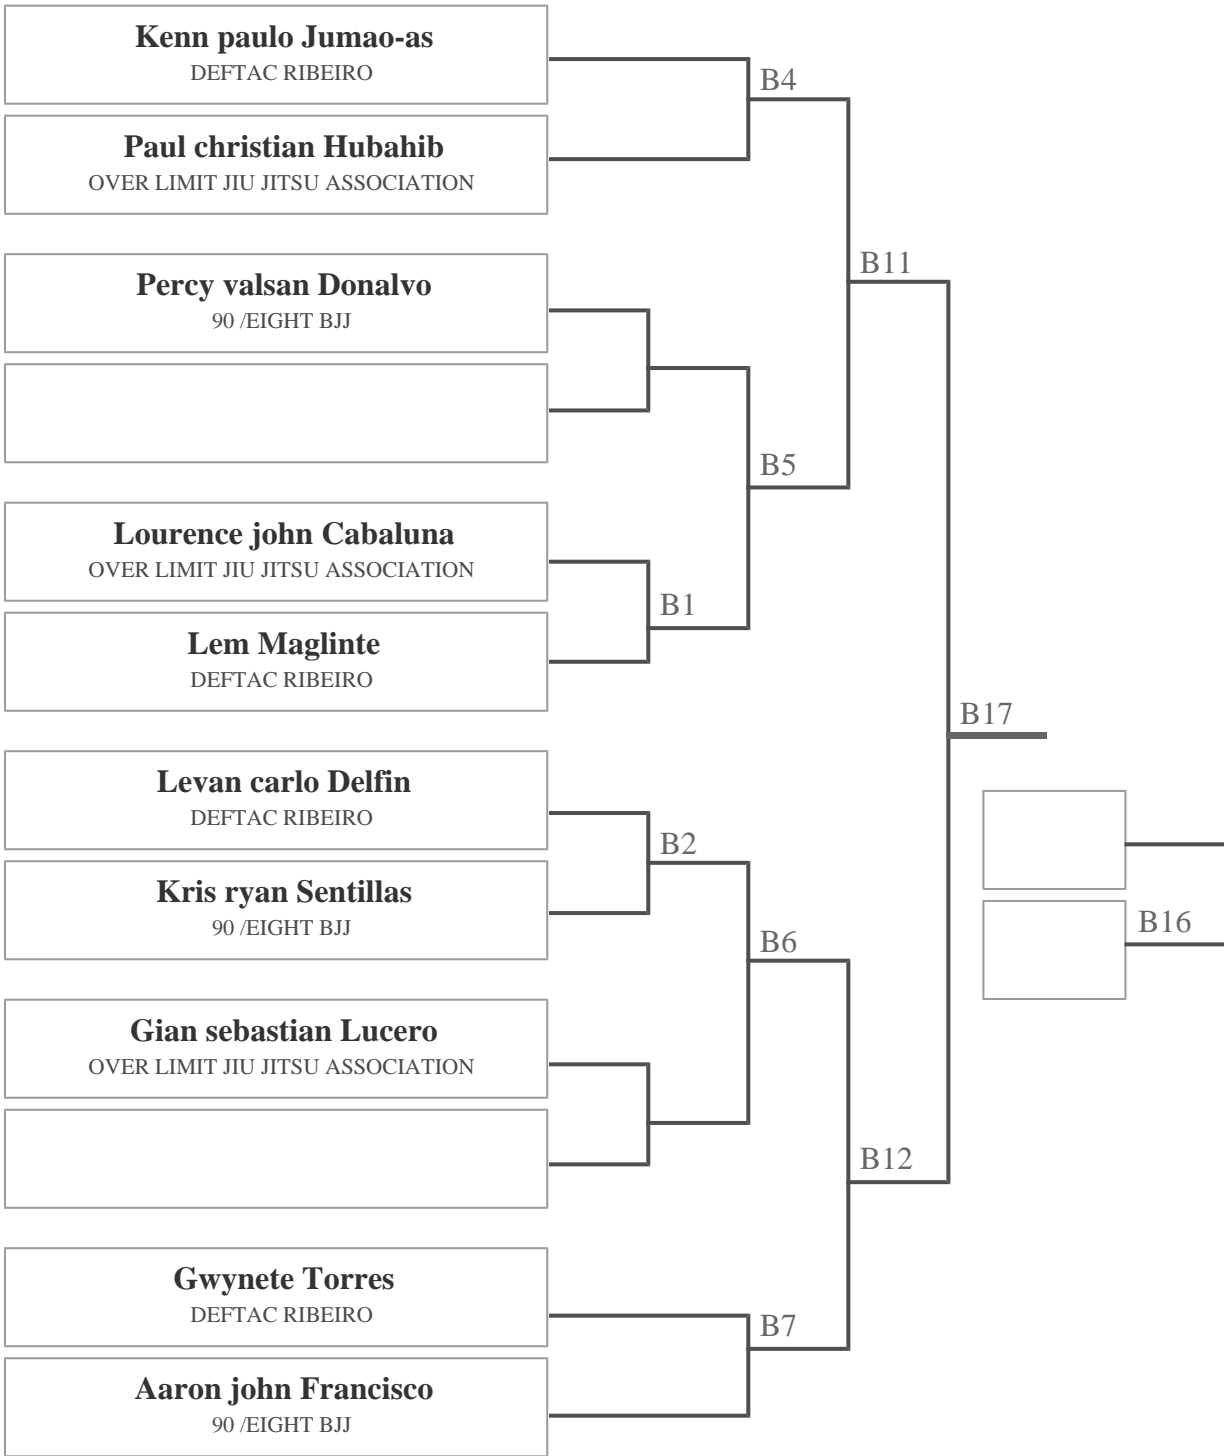 Kenn paulo Jumao-as
DEFTAC RIBEIRO
B4
Paul christian Hubahib
OVER LIMIT JIU JITSU ASSOCIATION
B11
Percy valsan Donalvo
90 /EIGHT BJJ
B5
Lourence john Cabaluna
OVER LIMIT JIU JITSU ASSOCIATION
B1
Lem Maglinte
DEFTAC RIBEIRO
B17
Levan carlo Delfin
DEFTAC RIBEIRO
B2
Kris ryan Sentillas
90 /EIGHT BJJ
B16
B6
Gian sebastian Lucero
OVER LIMIT JIU JITSU ASSOCIATION
B12
Gwynete Torres
DEFTAC RIBEIRO
B7
Aaron john Francisco
90 /EIGHT BJJ